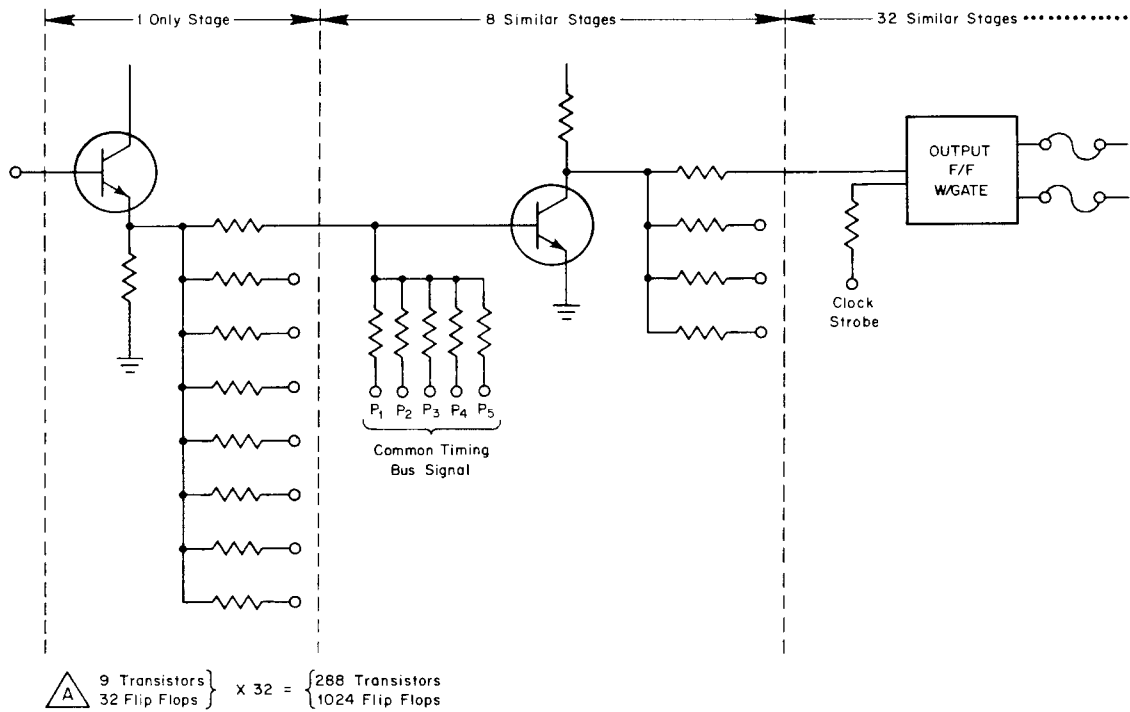 1 Only Stage
8 Similar Stages
32 Similar Stages
OUTPUT
F/F
W/GATE
Clock
Strobe
P1 P2 P3 P4 P5
Common Timing
Bus Signal
A
9 Transistors
32 Flip Flops
X 32 =
288 Transistors
1024 Flip Flops